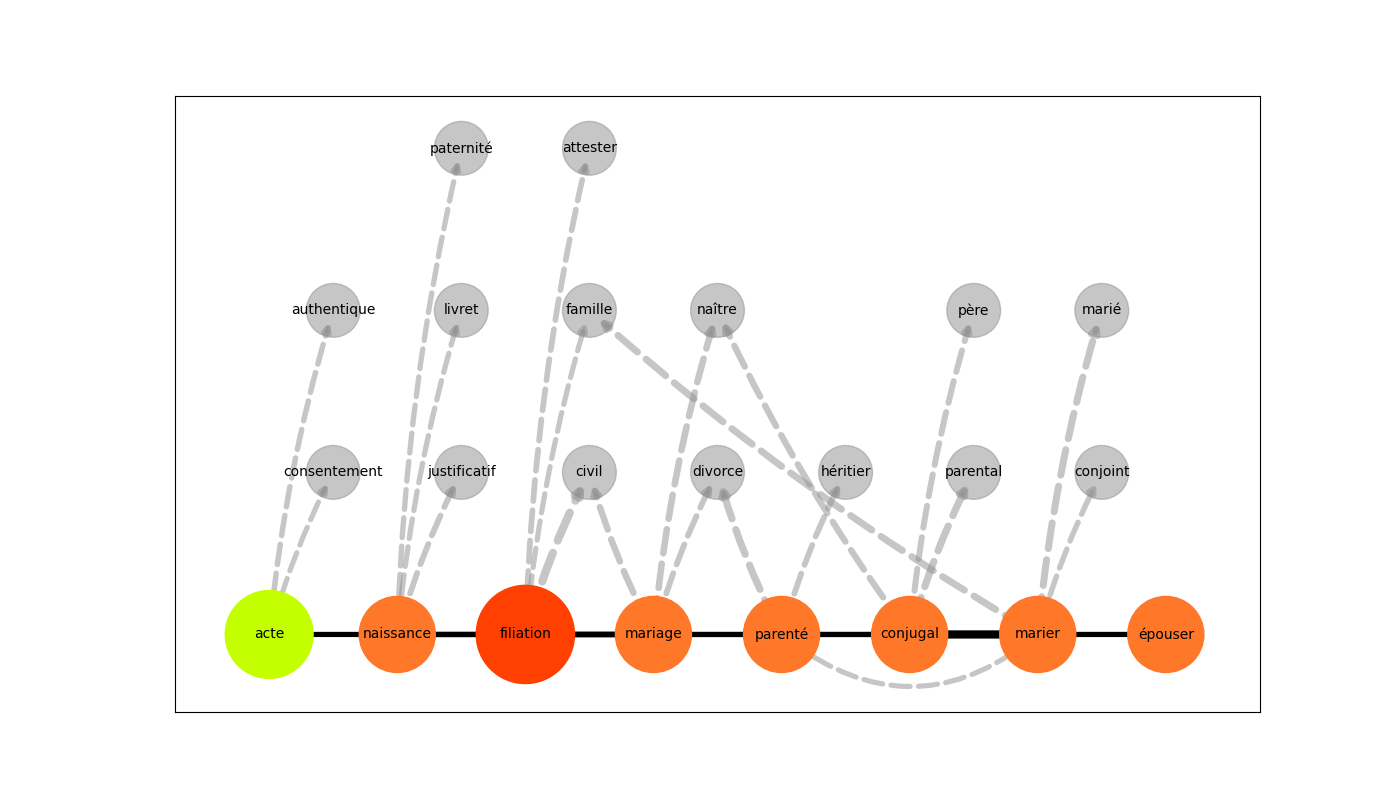 paternité attester
authentique livret famille naître père marié
consentement justificatif civil divorce héritier parental conjoint
acte naissance filiation mariage parenté conjugal marier épouser